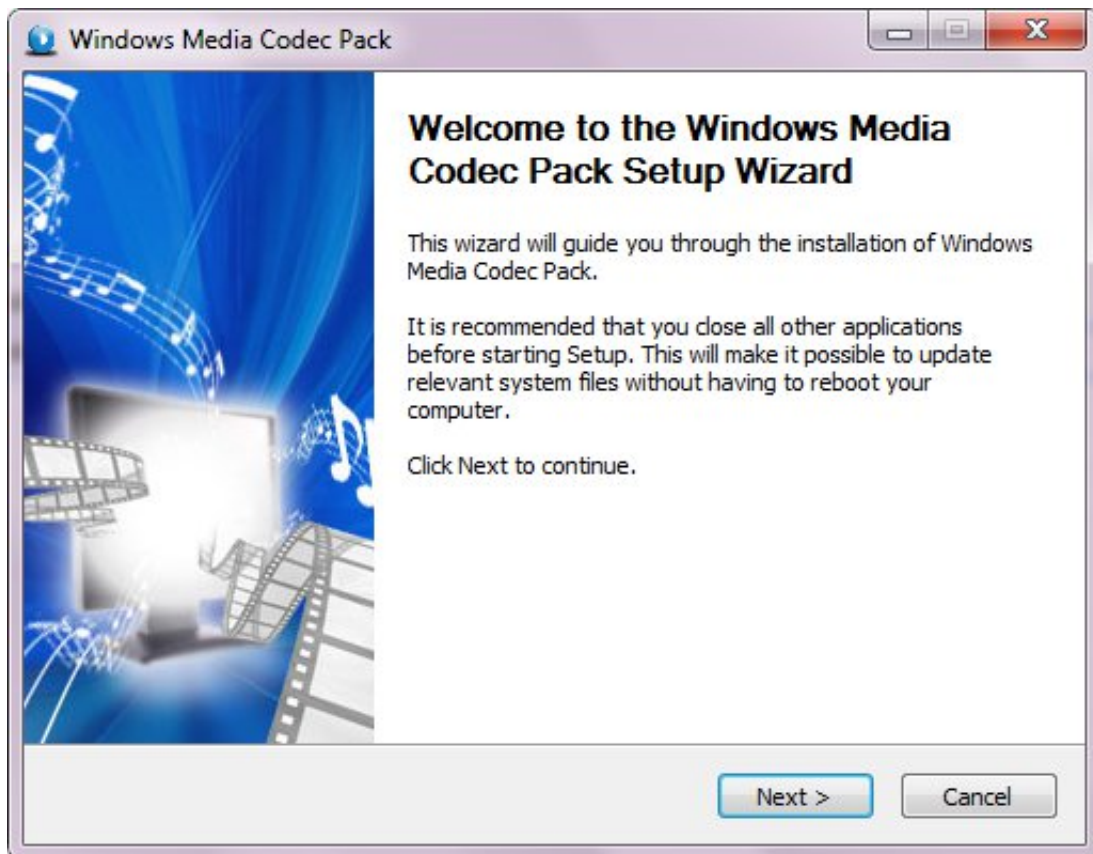 Windows Media Codec Pack
Welcome to the Windows Media
Codec Pack Setup Wizard
This wizard will guide you through the installation of Windows
Media Codec Pack.
It is recommended that you close all other applications
before starting Setup. This will make it possible to update
relevant system files without having to reboot your
computer.
Click Next to continue.
Next >
Cancel